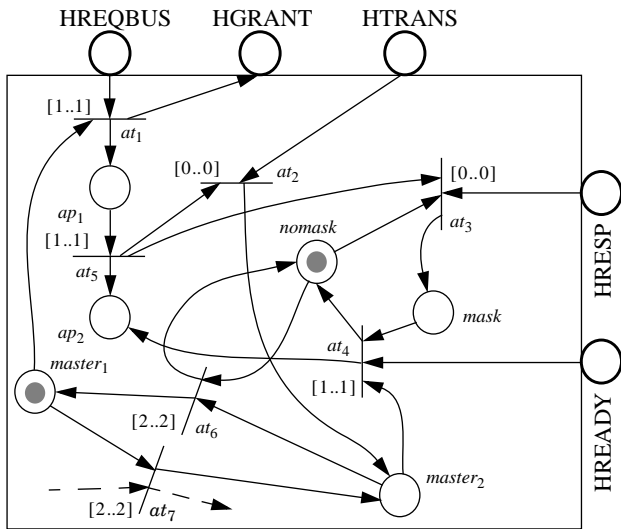 HREQBUS HGRANT HTRANS
[1..1]
at1
[0..0]
at2
[0..0]
at3
ap1
[1..1]
at5
nomask
HRESP
mask
ap2
at4
master1
[1..1]
[2..2]
at6
HREADY
master2
[2..2]
at7